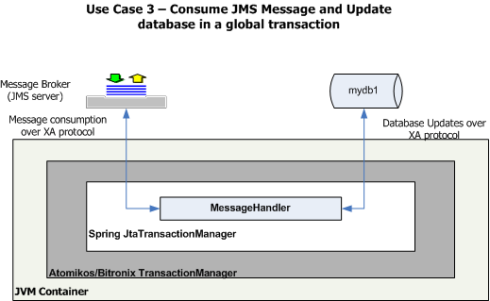 Use Case 3 – Consume JMS Message and Update
database in a global transaction
Message Broker
(JMS server)
mydb1
Message consumption
over XA protocol
Database Updates over
XA protocol
MessageHandler
Spring JtaTransactionManager
Atomikos/Bitronix TransactionManager
JVM Container